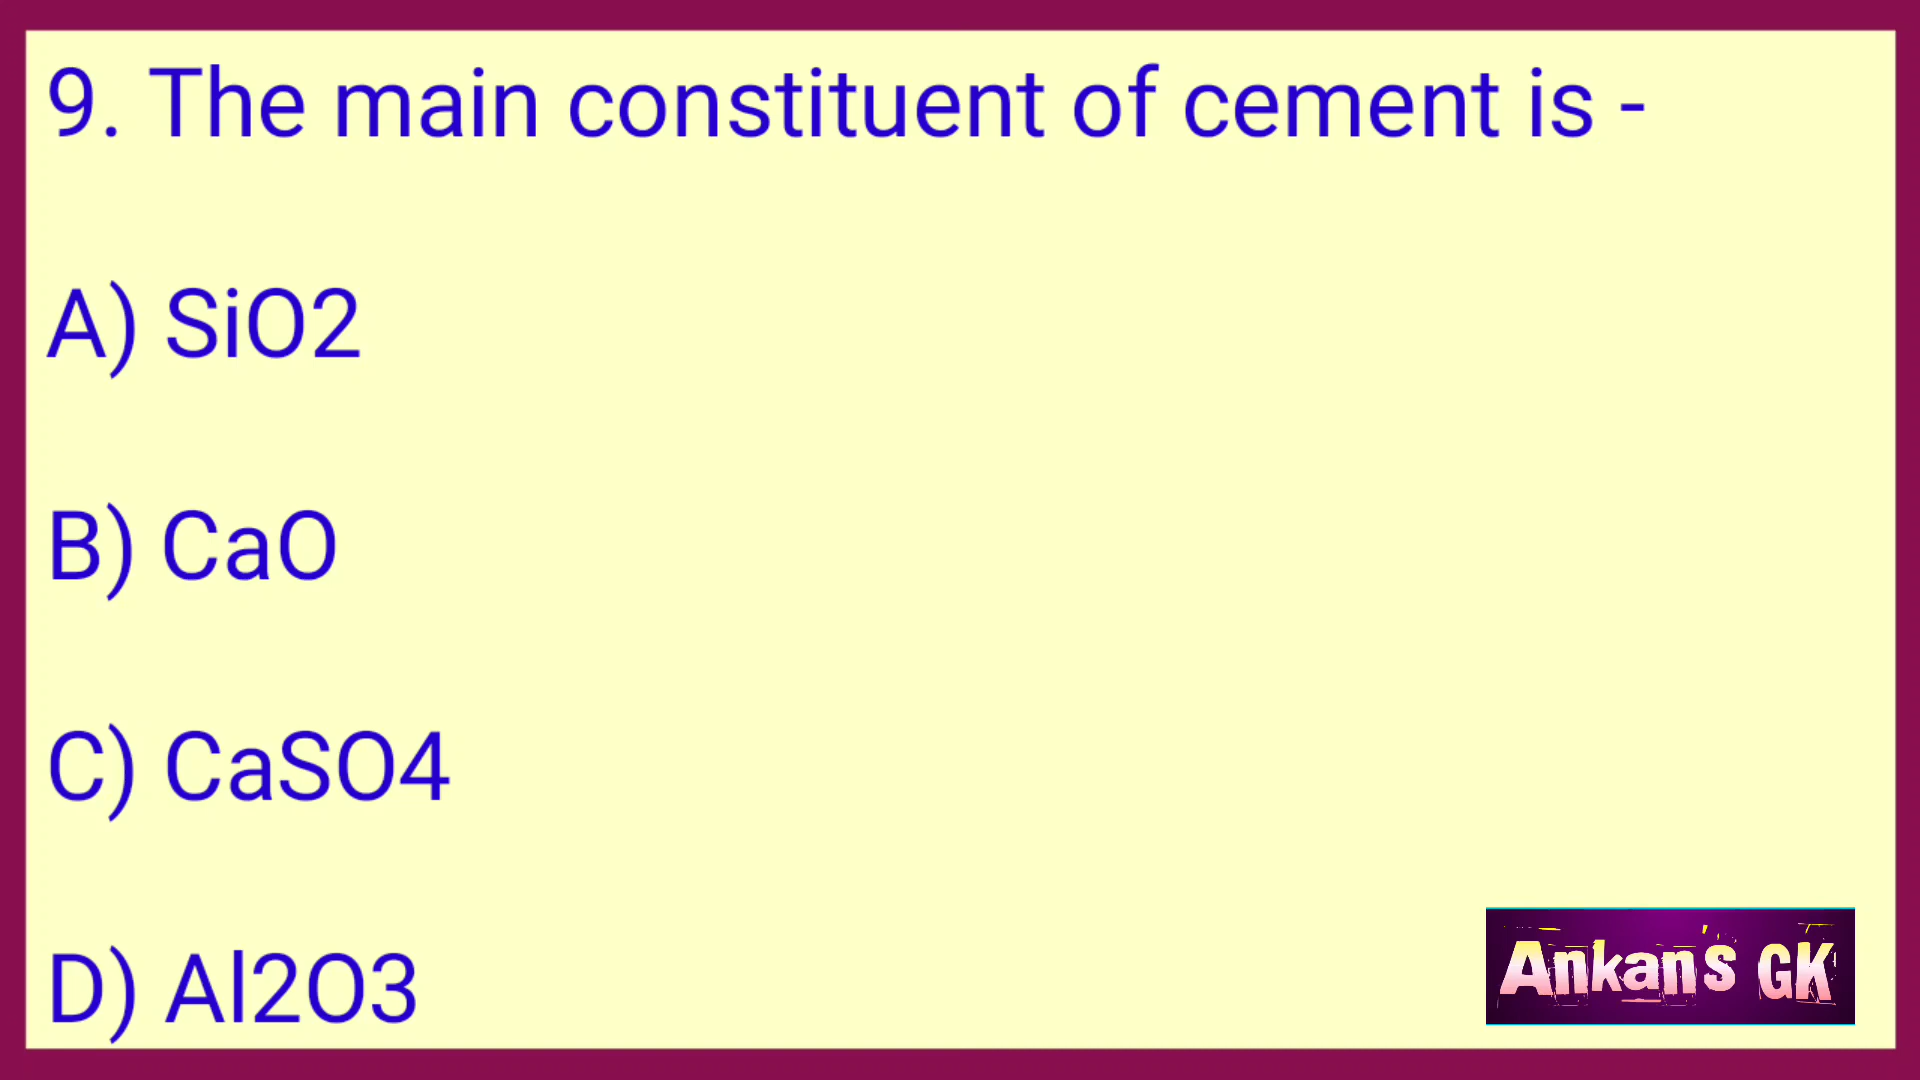 9. The main constituent of cement is -
A) SiO2
B) CaO
C) CaSO4
D) Al2O3
Ankan's GK